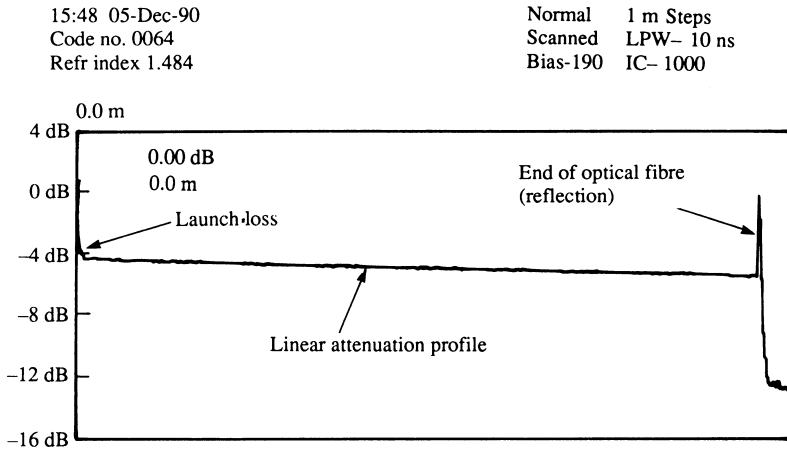 15:48 05-Dec-90
Code no. 0064
Refr index 1.484
Normal 1 m Steps
Scanned LPW– 10 ns
Bias-190 IC– 1000
0.0 m
4 dB
0.00 dB
0.0 m
0 dB
End of optical fibre
(reflection)
Launch loss
–4 dB
–8 dB
Linear attenuation profile
–12 dB
–16 dB